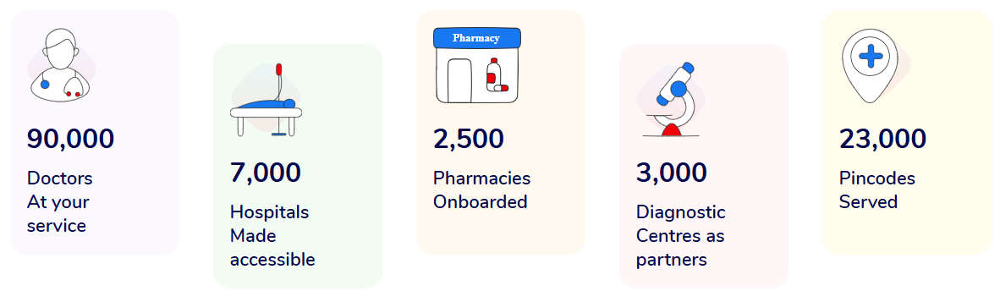 90,000
Doctors
At your
service
7,000
Hospitals
Made
accessible
Pharmacy
2,500
Pharmacies
Onboarded
3,000
Diagnostic
Centres as
partners
23,000
Pincodes
Served